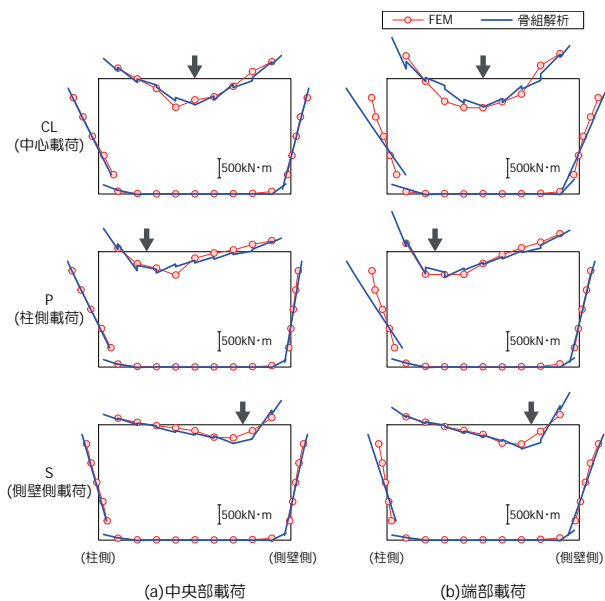 FEM 骨組解析
CL
(中心載荷)
500kN・m
500kN・m
P
(柱側載荷)
500kN・m
500kN・m
S
(側壁側載荷)
500kN・m
500kN・m
(柱側) (側壁側) (柱側) (側壁側)
(a)中央部載荷 (b)端部載荷